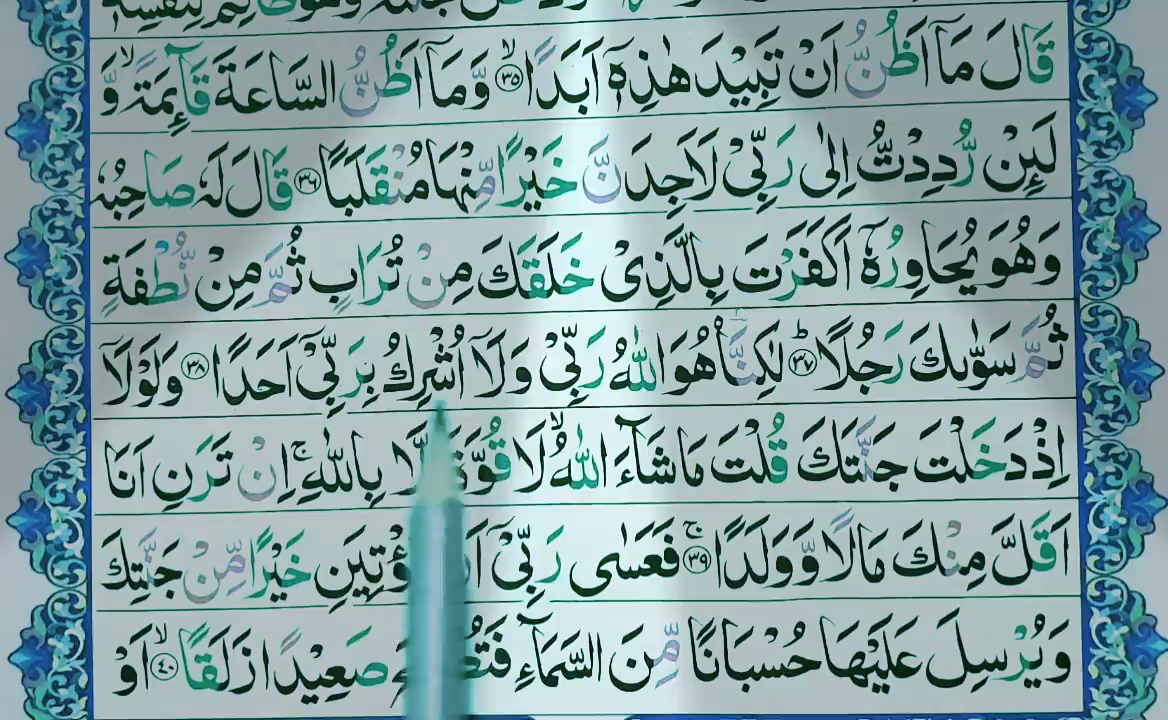 قَالَ مَاۤ اَظُنُّ اَنْ تَبِیْدَ هٰذِهٖۤ اَبَدًا ۙ﴿۳۵﴾ وَّ مَاۤ اَظُنُّ السَّاعَةَ قَآىِٕمَةً ۙ وَّ
لَىِٕنْ رُّدِدْتُّ اِلٰى رَبِّیْ لَاَجِدَنَّ خَیْرًا مِّنْهَا مُنْقَلَبًا ﴿۳۶﴾ قَالَ لَهٗ صَاحِبُهٗ
وَ هُوَ یُحَاوِرُهٗۤ اَكَفَرْتَ بِالَّذِیْ خَلَقَكَ مِنْ تُرَابٍ ثُمَّ مِنْ نُّطْفَةٍ
ثُمَّ سَوّٰىكَ رَجُلًا ؕ﴿۳۷﴾ لٰكِنَّاۡ هُوَ اللّٰهُ رَبِّیْ وَ لَاۤ اُشْرِكُ بِرَبِّیْۤ اَحَدًا ﴿۳۸﴾ وَ لَوْ لَاۤ
اِذْ دَخَلْتَ جَنَّتَكَ قُلْتَ مَا شَآءَ اللّٰهُ ۙ لَا بِاللّٰهِ ۚ اِنْ تَرَنِ اَنَا
اَقَلَّ مِنْكَ مَالًا وَّ وَلَدًا ۚ﴿۳۹﴾ فَعَسٰى رَبِّیْۤ خَیْرًا مِّنْ جَنَّتِكَ
وَ یُرْسِلَ عَلَیْهَا حُسْبَانًا مِّنَ السَّمَآءِ صَعِیْدًا زَلَقًا ۙ﴿۴۰﴾ اَوْ